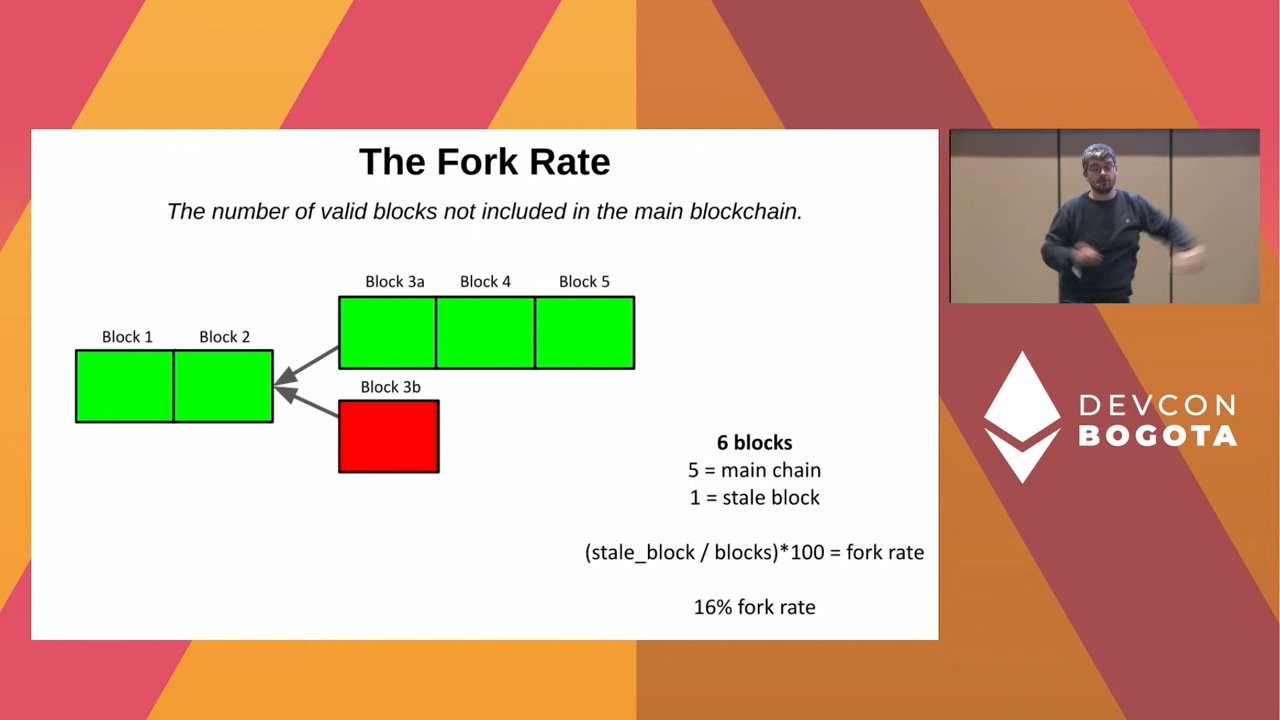 The Fork Rate
The number of valid blocks not included in the main blockchain.
Block 3a
Block 4
Block 5
Block 1
Block 2
Block 3b
6 blocks
5 = main chain
1 = stale block
(stale_block / blocks)*100 = fork rate
16% fork rate
DEVCON
BOGOTA